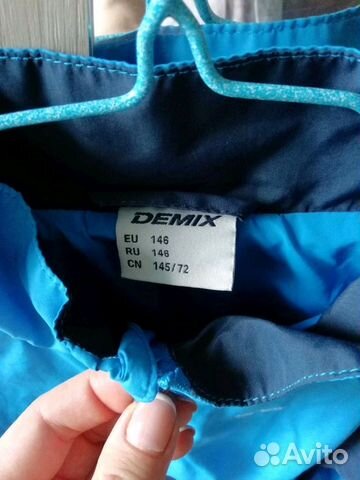 DEMIX
EU 146
RU 146
CN 145/72
Avito